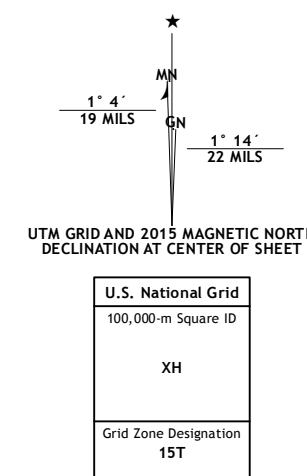 MN
1° 4´
19 MILS
GN
1° 14´
22 MILS
UTM GRID AND 2015 MAGNETIC NORTH
DECLINATION AT CENTER OF SHEET
U.S. National Grid
100,000-m Square ID
XH
Grid Zone Designation
15T